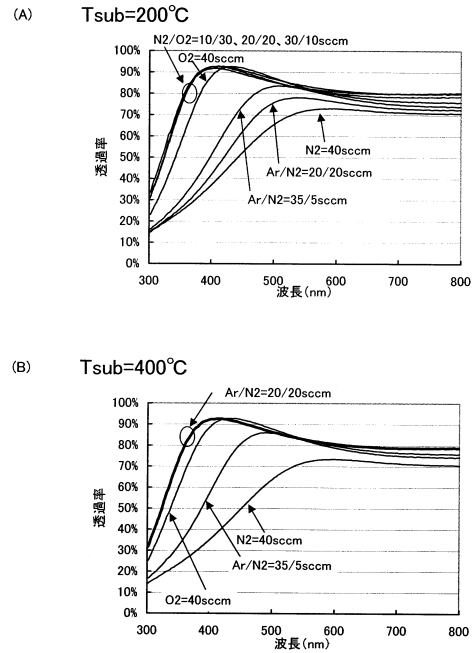 (A)
Tsub=200℃
N2/O2=10/30、20/20、30/10sccm
O2=40sccm
100%
90%
80%
70%
60%
50%
40%
30%
20%
10%
0%
透過率
N2=40sccm
Ar/N2=20/20sccm
Ar/N2=35/5sccm
300 400 500 600 700 800
波長(nm)
(B)
Tsub=400℃
Ar/N2=20/20sccm
100%
90%
80%
70%
60%
50%
40%
30%
20%
10%
0%
透過率
N2=40sccm
Ar/N2=35/5sccm
O2=40sccm
300 400 500 600 700 800
波長(nm)